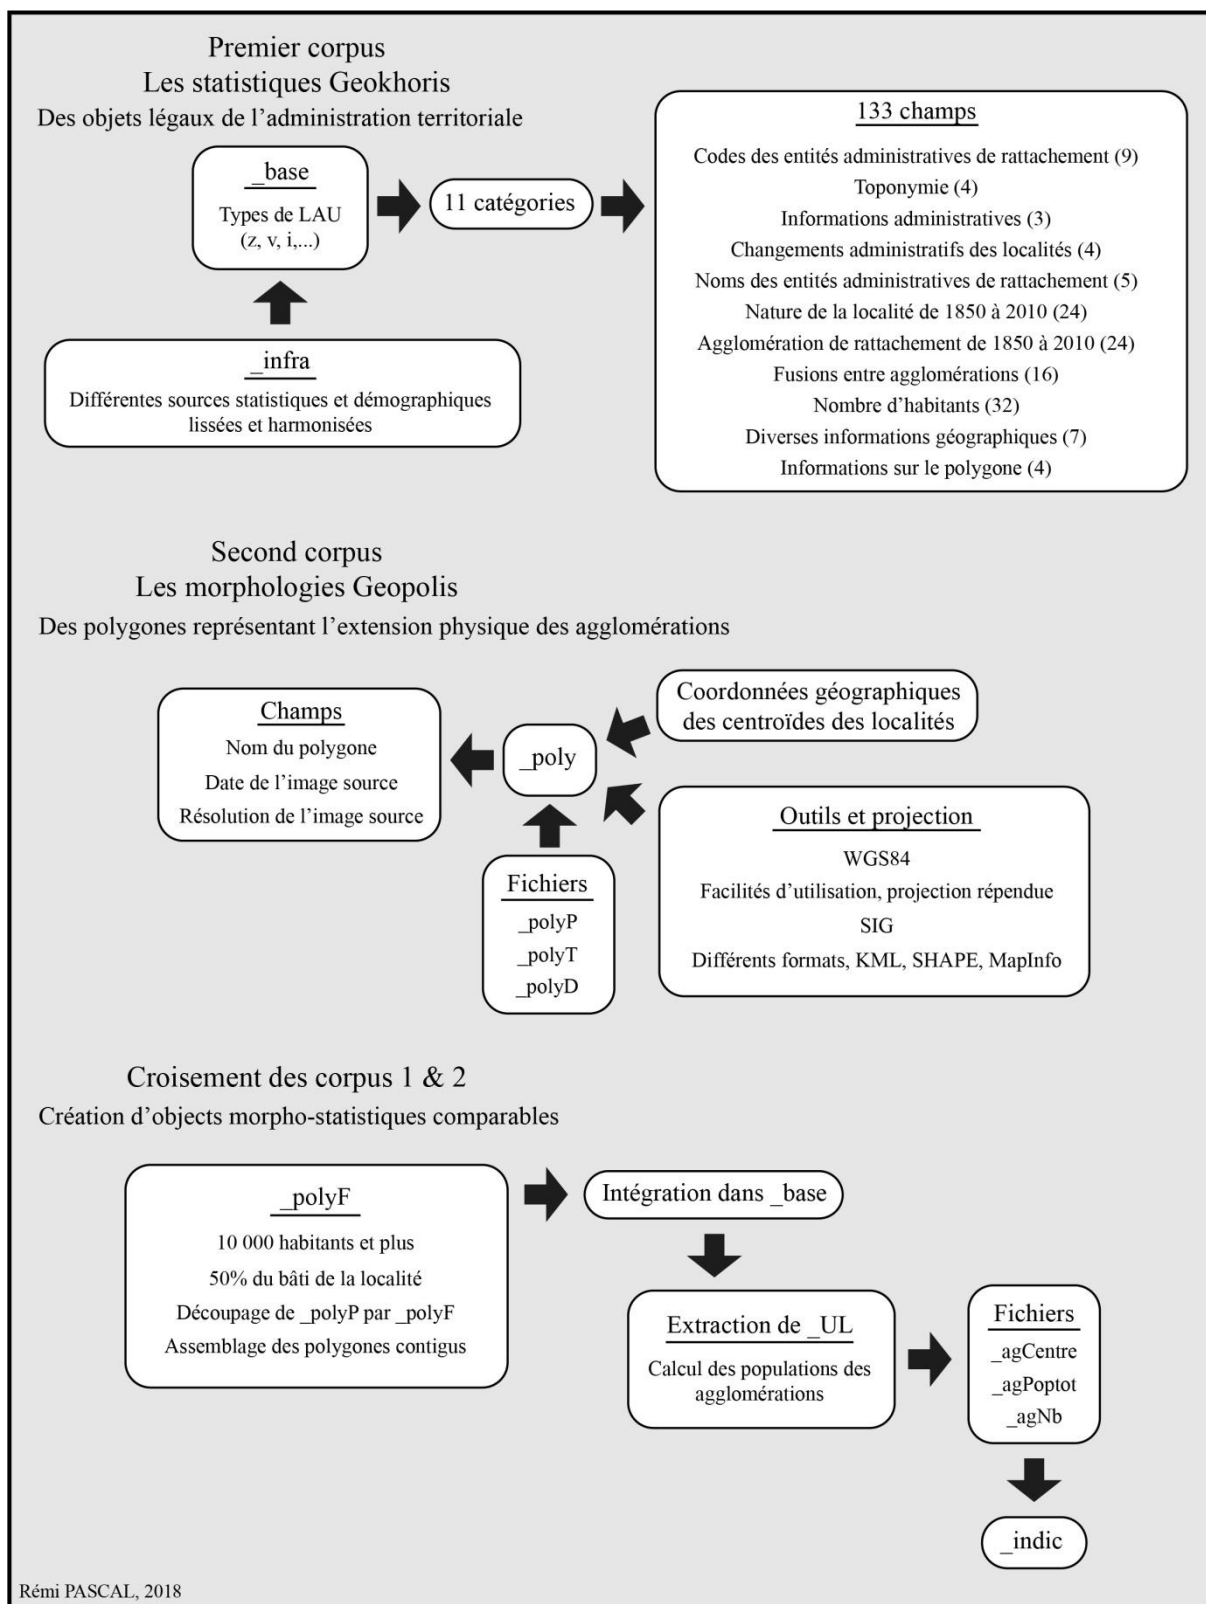 Premier corpus
Les statistiques Geokhoris
Des objets légaux de l'administration territoriale
_base
Types de LAU
(z, v, i,...)
11 catégories
133 champs
Codes des entités administratives de rattachement (9)
Toponymie (4)
Informations administratives (3)
Changements administratifs des localités (4)
Noms des entités administratives de rattachement (5)
Nature de la localité de 1850 à 2010 (24)
Agglomération de rattachement de 1850 à 2010 (24)
Fusions entre agglomérations (16)
Nombre d'habitants (32)
Diverses informations géographiques (7)
Informations sur le polygone (4)
_infra
Différentes sources statistiques et démographiques
lissées et harmonisées
Second corpus
Les morphologies Geopolis
Des polygones représentant l'extension physique des agglomérations
Champs
Nom du polygone
Date de l'image source
Résolution de l'image source
_poly
Coordonnées géographiques
des centroïdes des localités
Fichiers
_polyP
_polyT
_polyD
Outils et projection
WGS84
Facilités d'utilisation, projection répendue
SIG
Différents formats, KML, SHAPE, MapInfo
Croisement des corpus 1 & 2
Création d'objects morpho-statistiques comparables
_polyF
10 000 habitants et plus
50% du bâti de la localité
Découpage de _polyP par _polyF
Assemblage des polygones contigus
Intégration dans _base
Extraction de _UL
Calcul des populations des
agglomérations
Fichiers
_agCentre
_agPoptot
_agNb
_indic
Rémi PASCAL, 2018